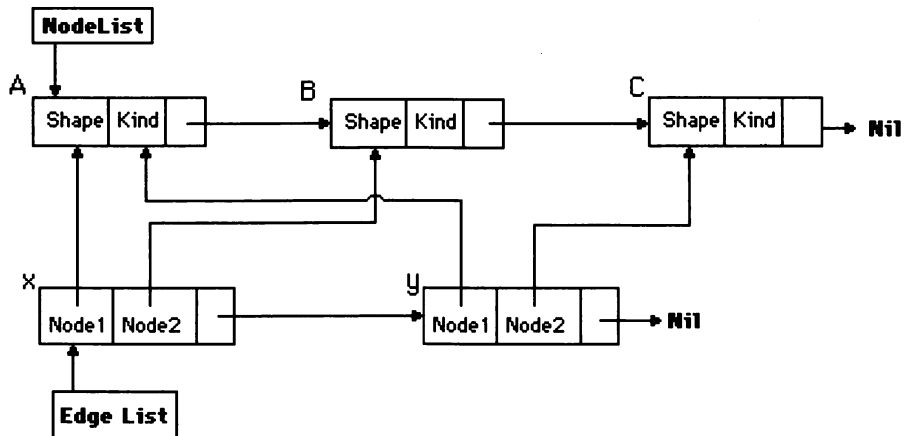 NodeList
A
B
C
Shape Kind
Shape Kind
Shape Kind
Nil
x
y
Node1 Node2
Node1 Node2
Nil
Edge List